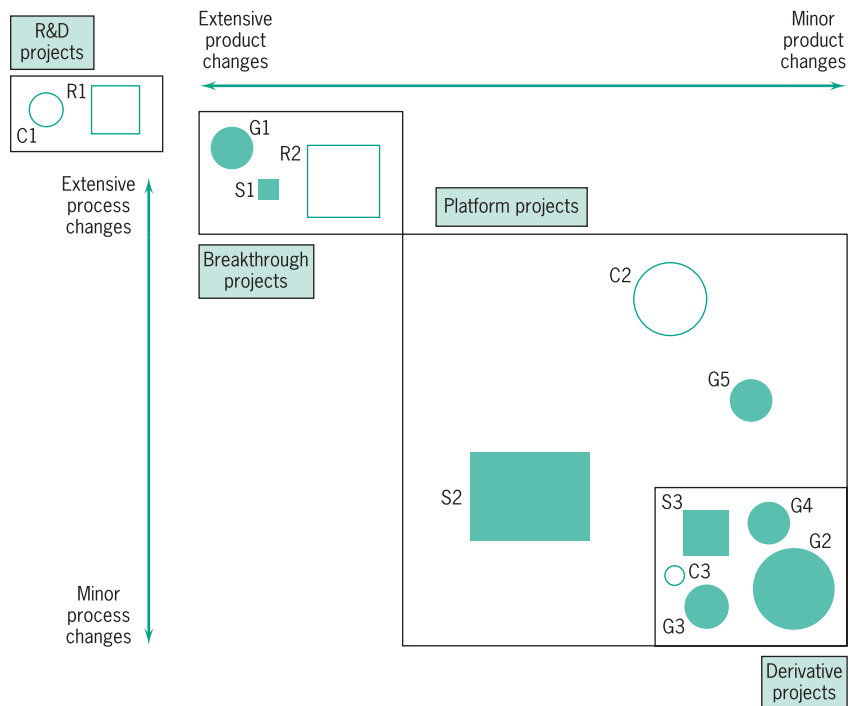 R&D
projects
Extensive
product
changes
Minor
product
changes
R1
C1
G1
R2
S1
Extensive
process
changes
Platform projects
Breakthrough
projects
C2
G5
S2
S3
G4
G2
C3
G3
Minor
process
changes
Derivative
projects